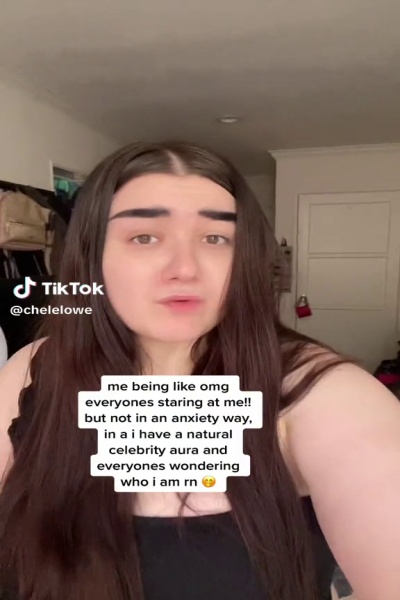 TikTok
@chelelowe
me being like omg
everyones staring at me!!
but not in an anxiety way,
in a i have a natural
celebrity aura and
everyones wondering
who i am rn 🤭